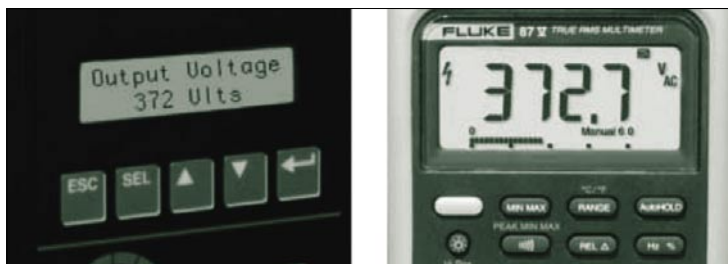 Output Voltage
372 Vlts
ESC SEL
FLUKE 87 V TRUE RMS MULTIMETER
372.7 V AC
0 Manual 6 0
°C/°F
MIN MAX RANGE AutoHOLD
PEAK MIN MAX
REL Δ Hz %